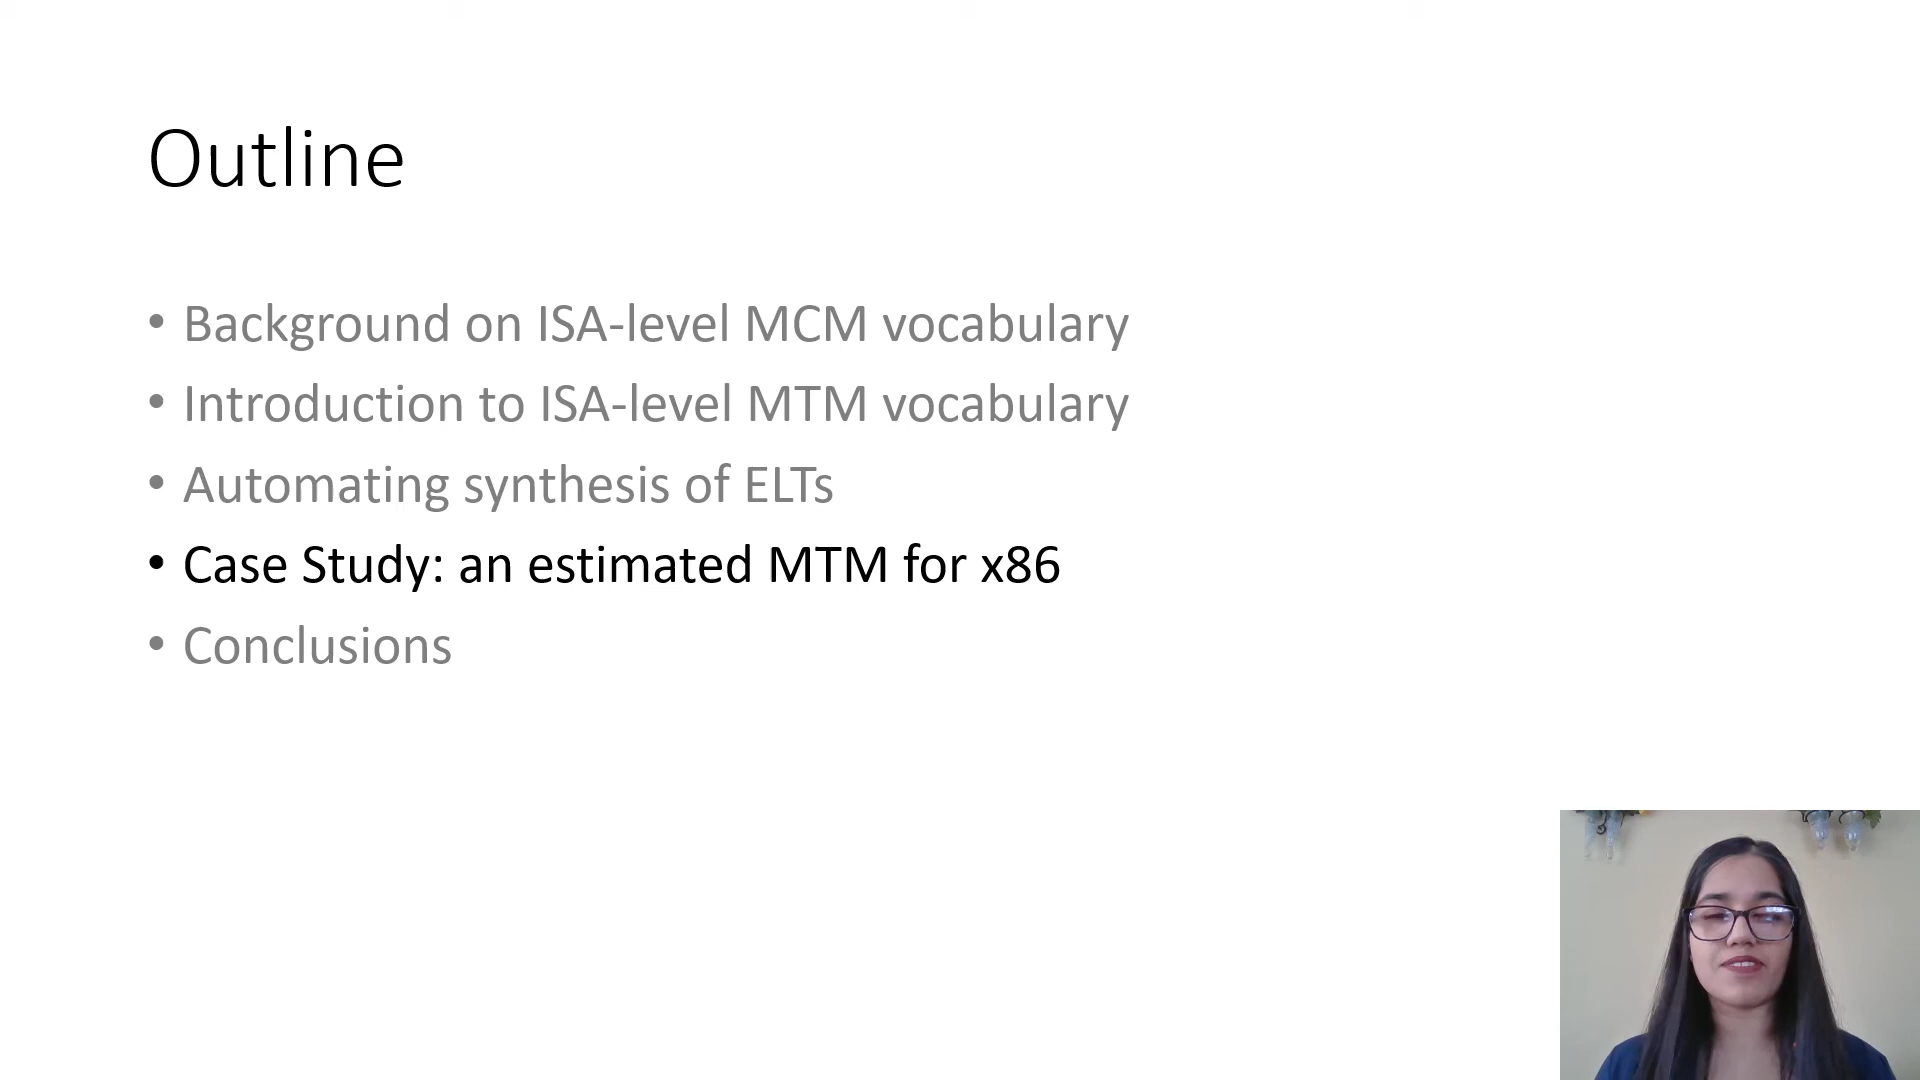 Outline
• Background on ISA-level MCM vocabulary
• Introduction to ISA-level MTM vocabulary
• Automating synthesis of ELTs
• Case Study: an estimated MTM for x86
• Conclusions